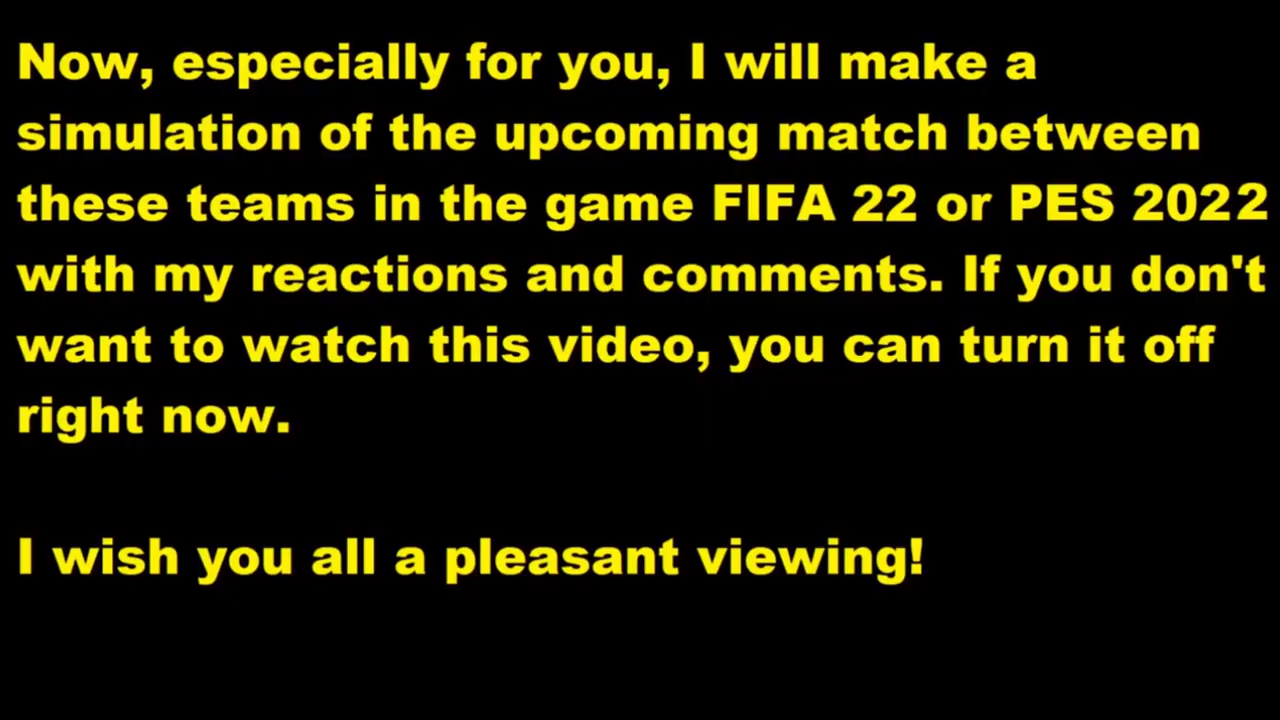 Now, especially for you, I will make a
simulation of the upcoming match between
these teams in the game FIFA 22 or PES 2022
with my reactions and comments. If you don't
want to watch this video, you can turn it off
right now.
I wish you all a pleasant viewing!